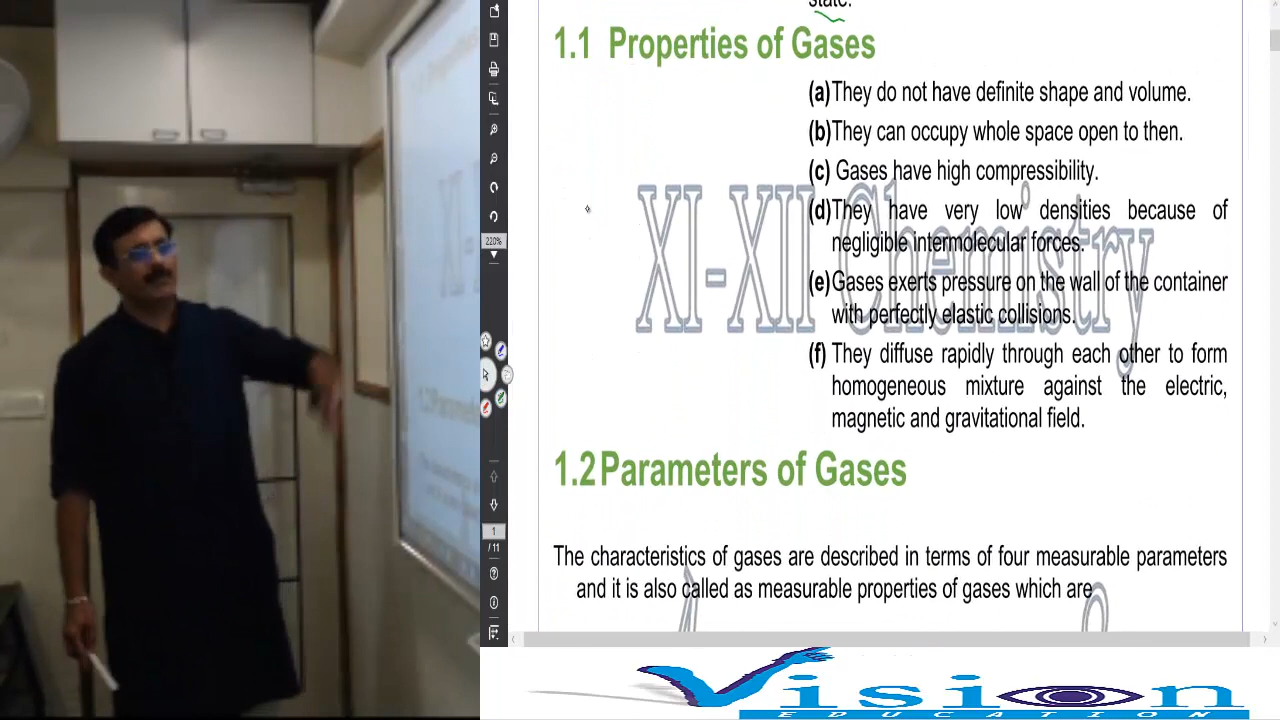 state.
1.1 Properties of Gases
(a)They do not have definite shape and volume.
(b)They can occupy whole space open to then.
(c) Gases have high compressibility.
(d)They have very low densities because of
negligible intermolecular forces.
(e)Gases exerts pressure on the wall of the container
with perfectly elastic collisions.
(f) They diffuse rapidly through each other to form
homogeneous mixture against the electric,
magnetic and gravitational field.
XI-XII Chemistry
1.2 Parameters of Gases
The characteristics of gases are described in terms of four measurable parameters
and it is also called as measurable properties of gases which are
220%
1
/ 11
Vision
EDUCATION